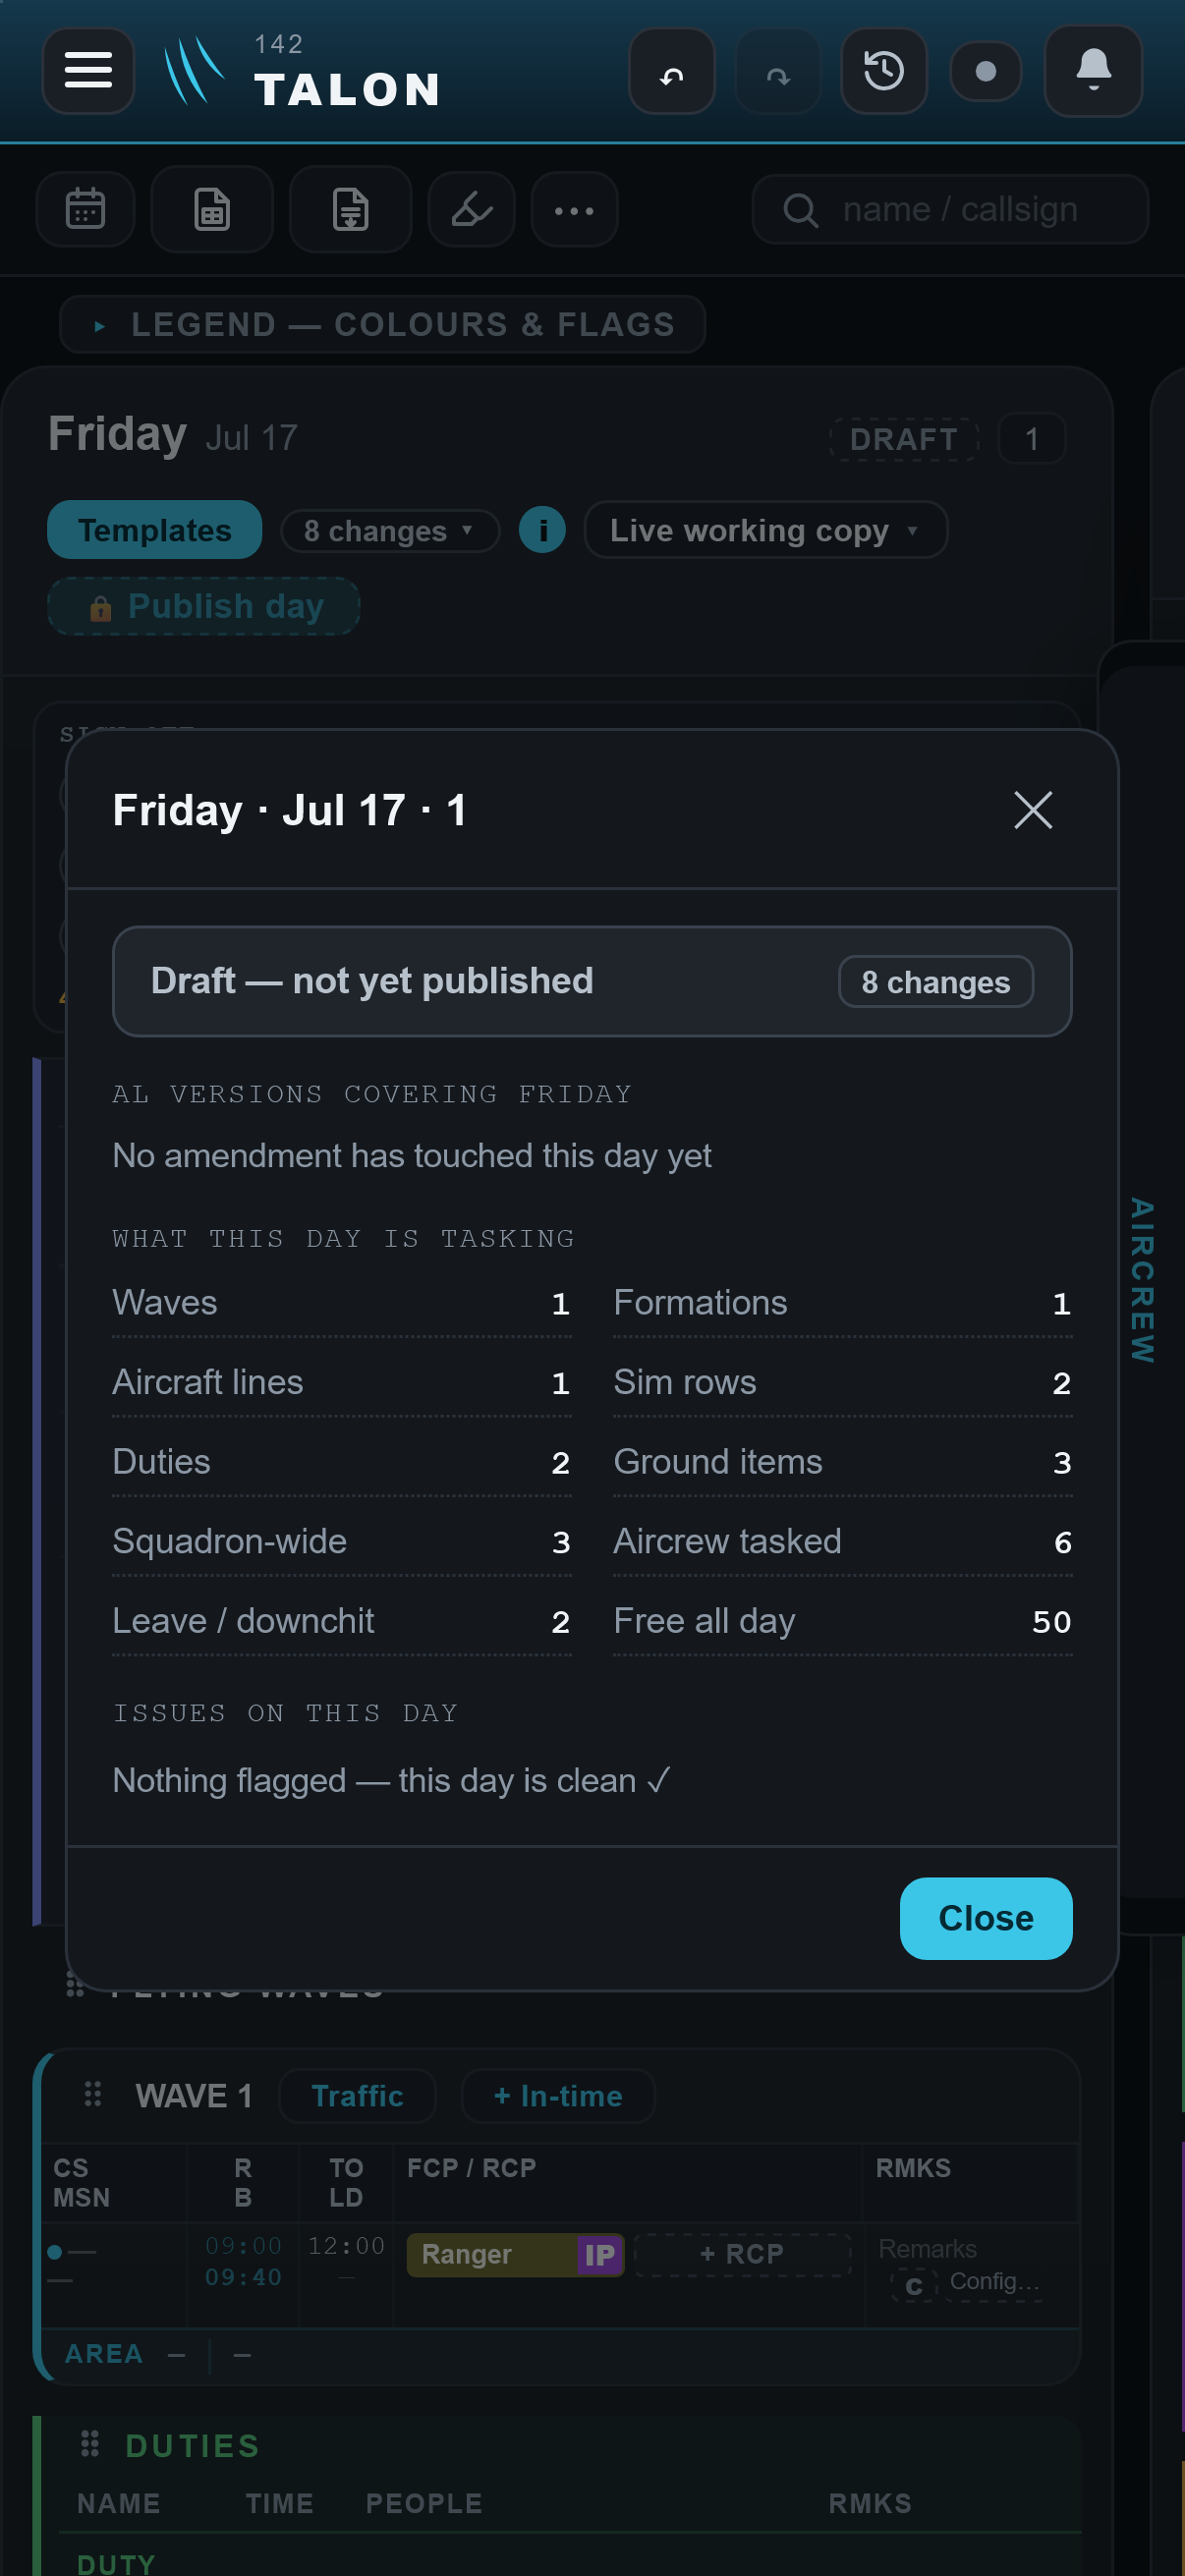 142
TALON
name / callsign
LEGEND — COLOURS & FLAGS
Friday Jul 17
DRAFT 1
Templates 8 changes i Live working copy
Publish day
Friday · Jul 17 · 1
Draft — not yet published 8 changes
AL VERSIONS COVERING FRIDAY
No amendment has touched this day yet
WHAT THIS DAY IS TASKING
Waves 1 Formations 1
Aircraft lines 1 Sim rows 2
Duties 2 Ground items 3
Squadron-wide 3 Aircrew tasked 6
Leave / downchit 2 Free all day 50
ISSUES ON THIS DAY
Nothing flagged — this day is clean ✓
Close
AIRCREW
FLYING WAVES
WAVE 1 Traffic + In-time
CS R TO FCP / RCP RMKS
MSN B LD
— 09:00 12:00 Ranger IP + RCP Remarks
— 09:40 — C Config...
AREA — —
DUTIES
NAME TIME PEOPLE RMKS
DUTY